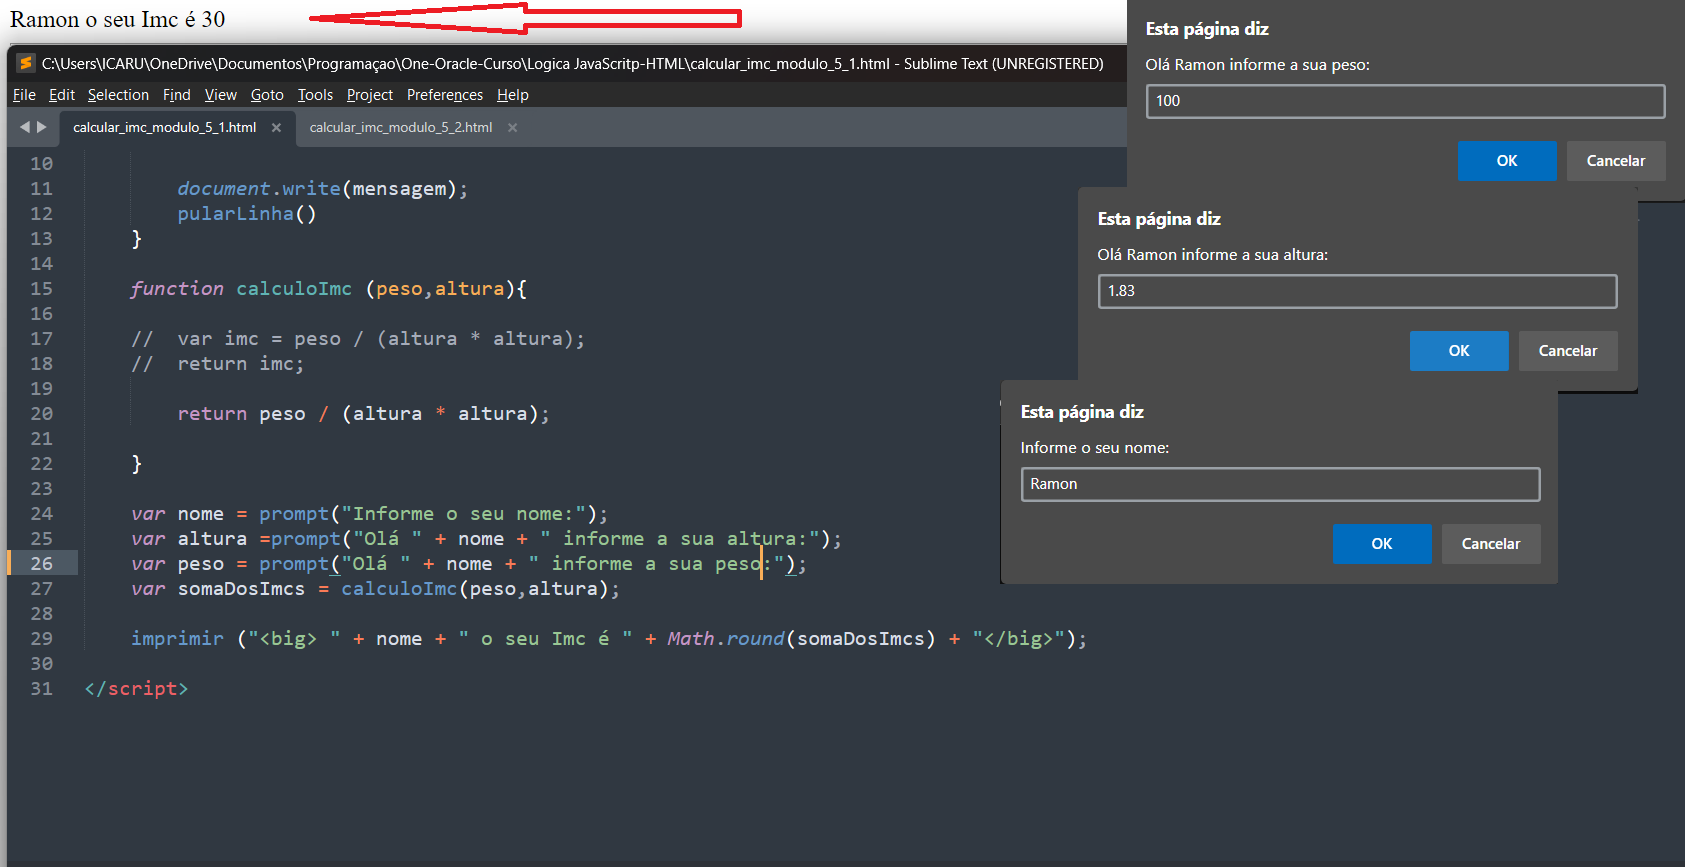 Ramon o seu Imc é 30
C:\Users\ICARU\OneDrive\Documentos\Programaçao\One-Oracle-Curso\Logica JavaScritp-HTML\calcular_imc_modulo_5_1.html - Sublime Text (UNREGISTERED)
File Edit Selection Find View Goto Tools Project Preferences Help
calcular_imc_modulo_5_1.html × calcular_imc_modulo_5_2.html ×
10
11 document.write(mensagem);
12 pularLinha()
13 }
14
15 function calculoImc (peso,altura){
16
17 // var imc = peso / (altura * altura);
18 // return imc;
19
20 return peso / (altura * altura);
21
22 }
23
24 var nome = prompt("Informe o seu nome:");
25 var altura =prompt("Olá " + nome + " informe a sua altura:");
26 var peso = prompt("Olá " + nome + " informe a sua peso:");
27 var somaDosImcs = calculoImc(peso,altura);
28
29 imprimir ("<big> " + nome + " o seu Imc é " + Math.round(somaDosImcs) + "</big>");
30
31 </script>
Esta página diz
Olá Ramon informe a sua peso:
100
OK Cancelar
Esta página diz
Olá Ramon informe a sua altura:
1.83
OK Cancelar
Esta página diz
Informe o seu nome:
Ramon
OK Cancelar